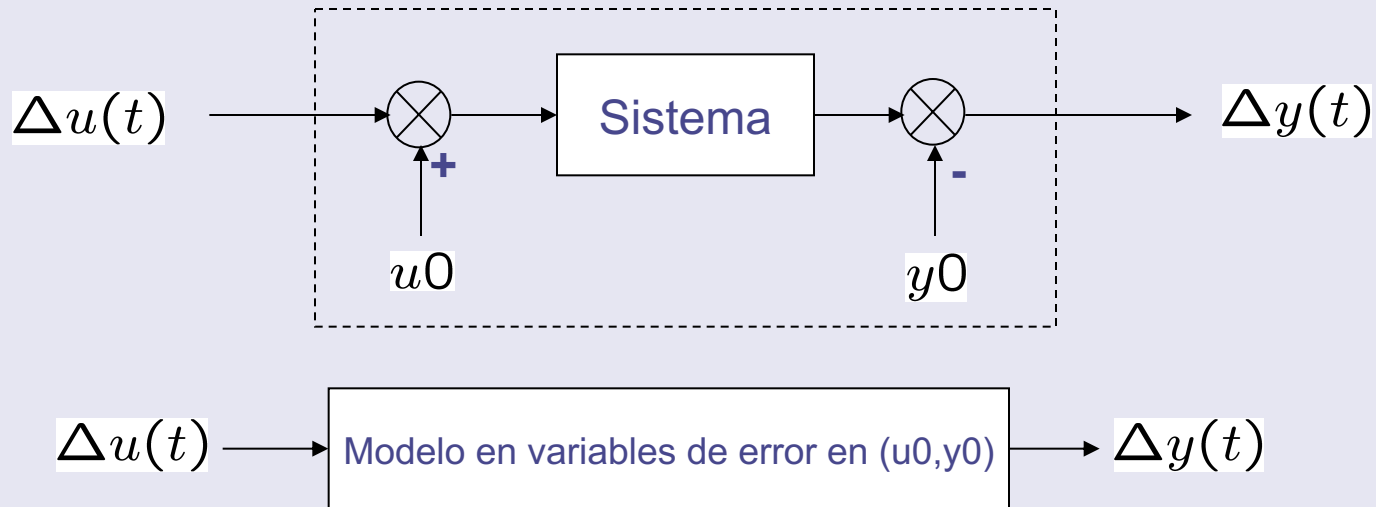 Δu(t)
Sistema
Δy(t)
+
-
u0
y0
Δu(t)
Modelo en variables de error en (u0,y0)
Δy(t)